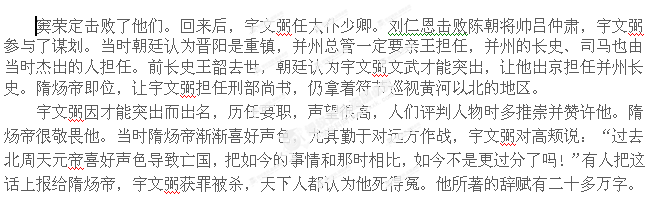 窦荣定击败了他们。回来后，宇文弼任太仆少卿。刘仁恩击败陈朝将帅吕仲肃，宇文弼
参与了谋划。当时朝廷认为晋阳是重镇，并州总管一定要亲王担任，并州的长史、司马也由
当时杰出的人担任。前长史王韶去世，朝廷认为宇文弼文武才能突出，让他出京担任并州长
史。隋炀帝即位，让宇文弼担任刑部尚书，仍拿着符节巡视黄河以北的地区。
宇文弼因才能突出而出名，历任要职，声望很高，人们评判人物时多推崇并赞许他。隋
炀帝很敬畏他。当时隋炀帝渐渐喜好声色，尤其勤于对远方作战，宇文弼对高颎说：“过去
北周天元帝喜好声色导致亡国，把如今的事情和那时相比，如今不是更过分了吗！”有人把这
话上报给隋炀帝，宇文弼获罪被杀，天下人都认为他死得冤。他所著的辞赋有二十多万字。